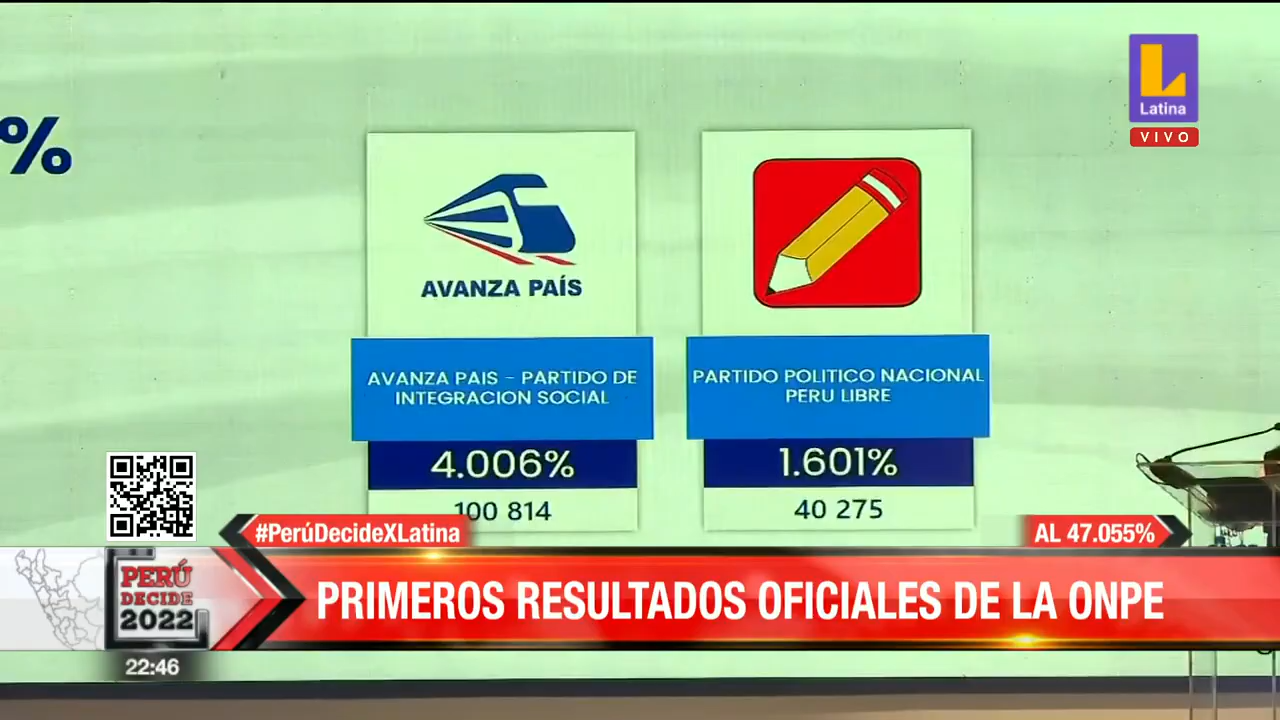 Latina
VIVO
%
AVANZA PAÍS
AVANZA PAIS - PARTIDO DE
INTEGRACION SOCIAL
4.006%
100 814
PARTIDO POLITICO NACIONAL
PERU LIBRE
1.601%
40 275
#PerúDecideXLatina
AL 47.055%
PERÚ
DECIDE
2022
PRIMEROS RESULTADOS OFICIALES DE LA ONPE
22:46